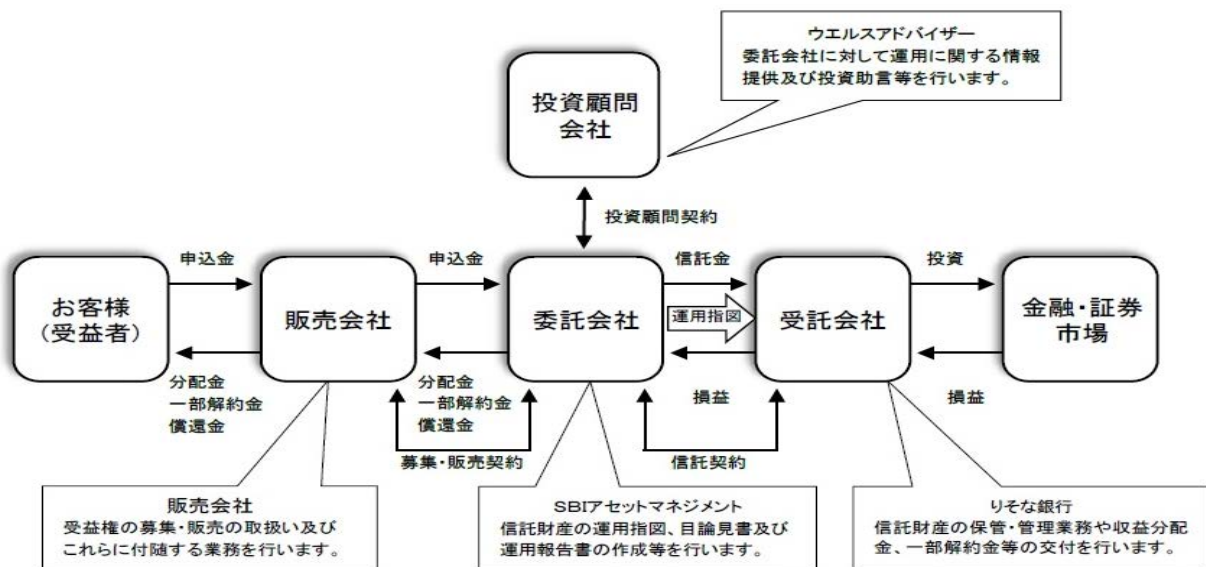 ウエルスアドバイザー
委託会社に対して運用に関する情報
提供及び投資助言等を行います。
投資顧問
会社
投資顧問契約
申込金
申込金
信託金
投資
お客様
(受益者)
販売会社
委託会社
運用指図
受託会社
金融・証券
市場
分配金
一部解約金
償還金
分配金
一部解約金
償還金
損益
損益
募集・販売契約
信託契約
販売会社
受益権の募集・販売の取扱い及び
これらに付随する業務を行います。
SBIアセットマネジメント
信託財産の運用指図、目論見書及び
運用報告書の作成等を行います。
りそな銀行
信託財産の保管・管理業務や収益分配
金、一部解約金等の交付を行います。